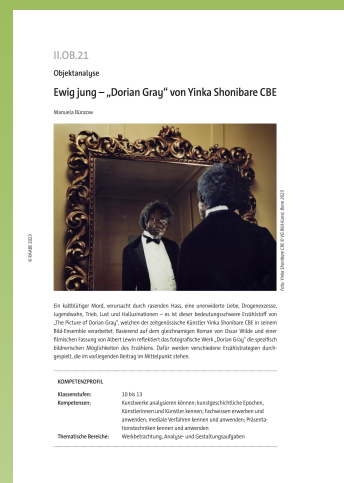 II.OB.21
Objektanalyse
Ewig jung – „Dorian Gray“ von Yinka Shonibare CBE
Manuela Bünzow
© RAABE 2023
Foto: Yinka Shonibare CBE © VG Bild-Kunst, Bonn 2023
Ein kaltblütiger Mord, verursacht durch rasenden Hass, eine unerwiderte Liebe, Drogenexzesse,
Jugendwahn, Trieb, Lust und Halluzinationen – es ist dieser bedeutungsschwere Erzählstoff von
„The Picture of Dorian Gray“, welchen der zeitgenössische Künstler Yinka Shonibare CBE in seinem
Bild-Ensemble verarbeitet. Basierend auf dem gleichnamigen Roman von Oscar Wilde und einer
filmischen Fassung von Albert Lewin reflektiert das fotografische Werk „Dorian Gray“ die spezifisch
bildnerischen Möglichkeiten des Erzählens. Dafür werden verschiedene Erzählstrategien durch-
gespielt, die im vorliegenden Beitrag im Mittelpunkt stehen.
KOMPETENZPROFIL
Klassenstufen: 10 bis 13
Kompetenzen: Kunstwerke analysieren können; kunstgeschichtliche Epochen,
Künstlerinnen und Künstler kennen; Fachwissen erwerben und
anwenden; mediale Verfahren kennen und anwenden; Präsenta-
tionstechniken kennen und anwenden
Thematische Bereiche: Werkbetrachtung, Analyse- und Gestaltungsaufgaben